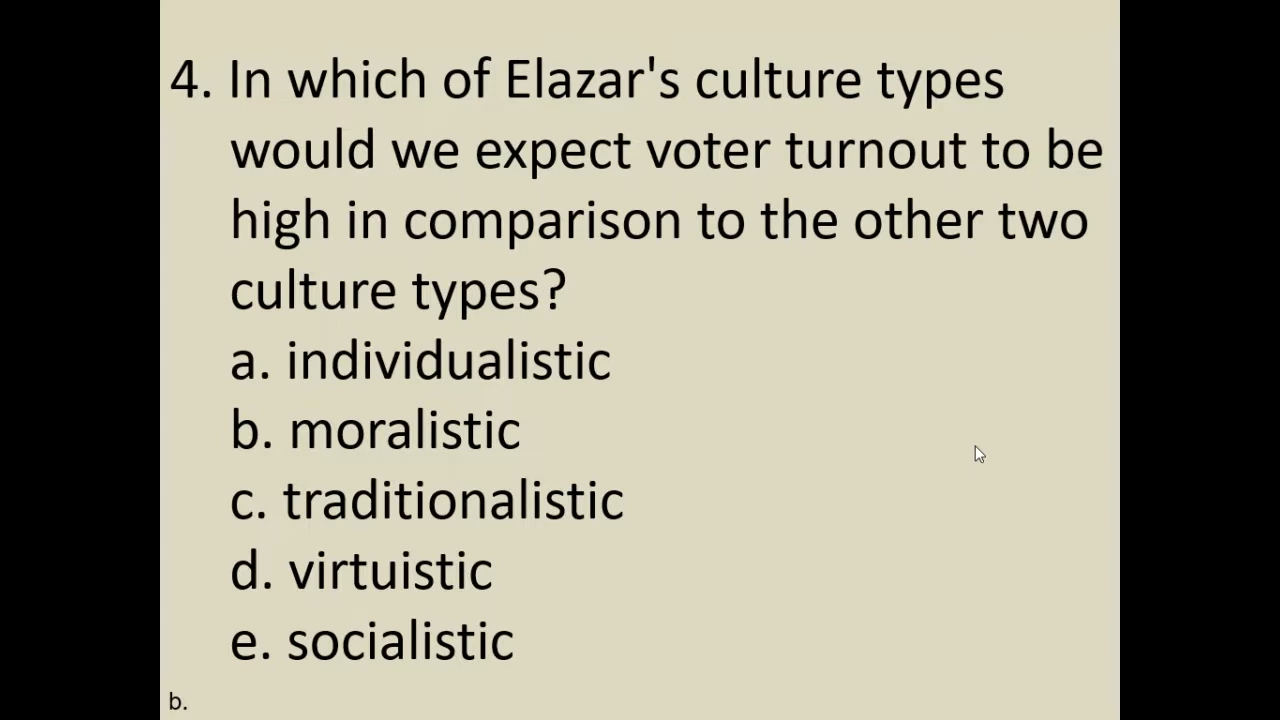 4. In which of Elazar's culture types
would we expect voter turnout to be
high in comparison to the other two
culture types?
a. individualistic
b. moralistic
c. traditionalistic
d. virtuistic
e. socialistic
b.